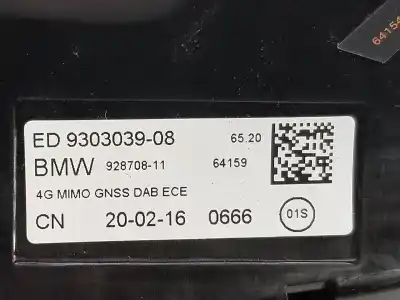 ED 9303039-08 65.20
BMW 928708-11 64159
4G MIMO GNSS DAB ECE
CN 20-02-16 0666 01S
64154